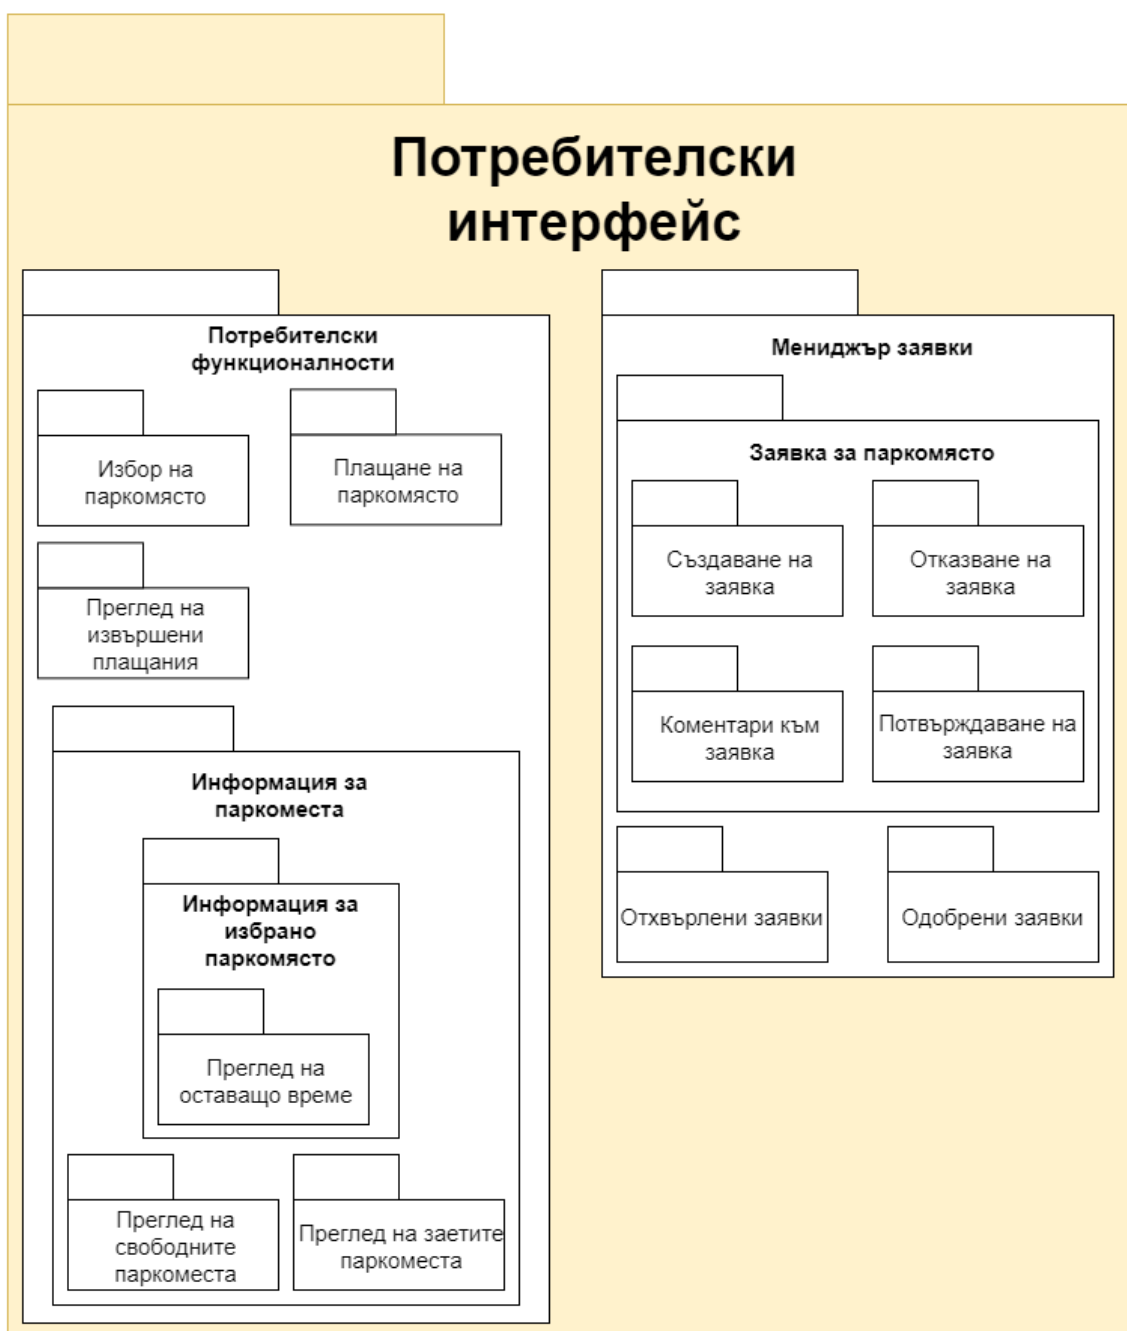 Потребителски
интерфейс
Потребителски
функционалности
Избор на
паркомясто
Плащане на
паркомясто
Преглед на
извършени
плащания
Информация за
паркоместа
Информация за
избрано
паркомясто
Преглед на
оставащо време
Преглед на
свободните
паркоместа
Преглед на заетите
паркоместа
Мениджър заявки
Заявка за паркомясто
Създаване на
заявка
Отказване на
заявка
Коментари към
заявка
Потвърждаване на
заявка
Отхвърлени заявки
Одобрени заявки